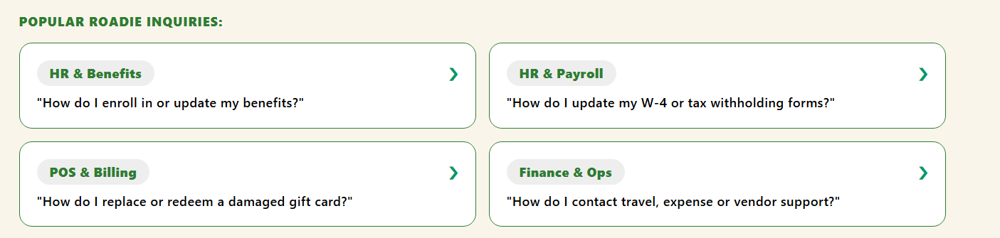 POPULAR ROADIE INQUIRIES:
HR & Benefits
"How do I enroll in or update my benefits?"
HR & Payroll
"How do I update my W-4 or tax withholding forms?"
POS & Billing
"How do I replace or redeem a damaged gift card?"
Finance & Ops
"How do I contact travel, expense or vendor support?"